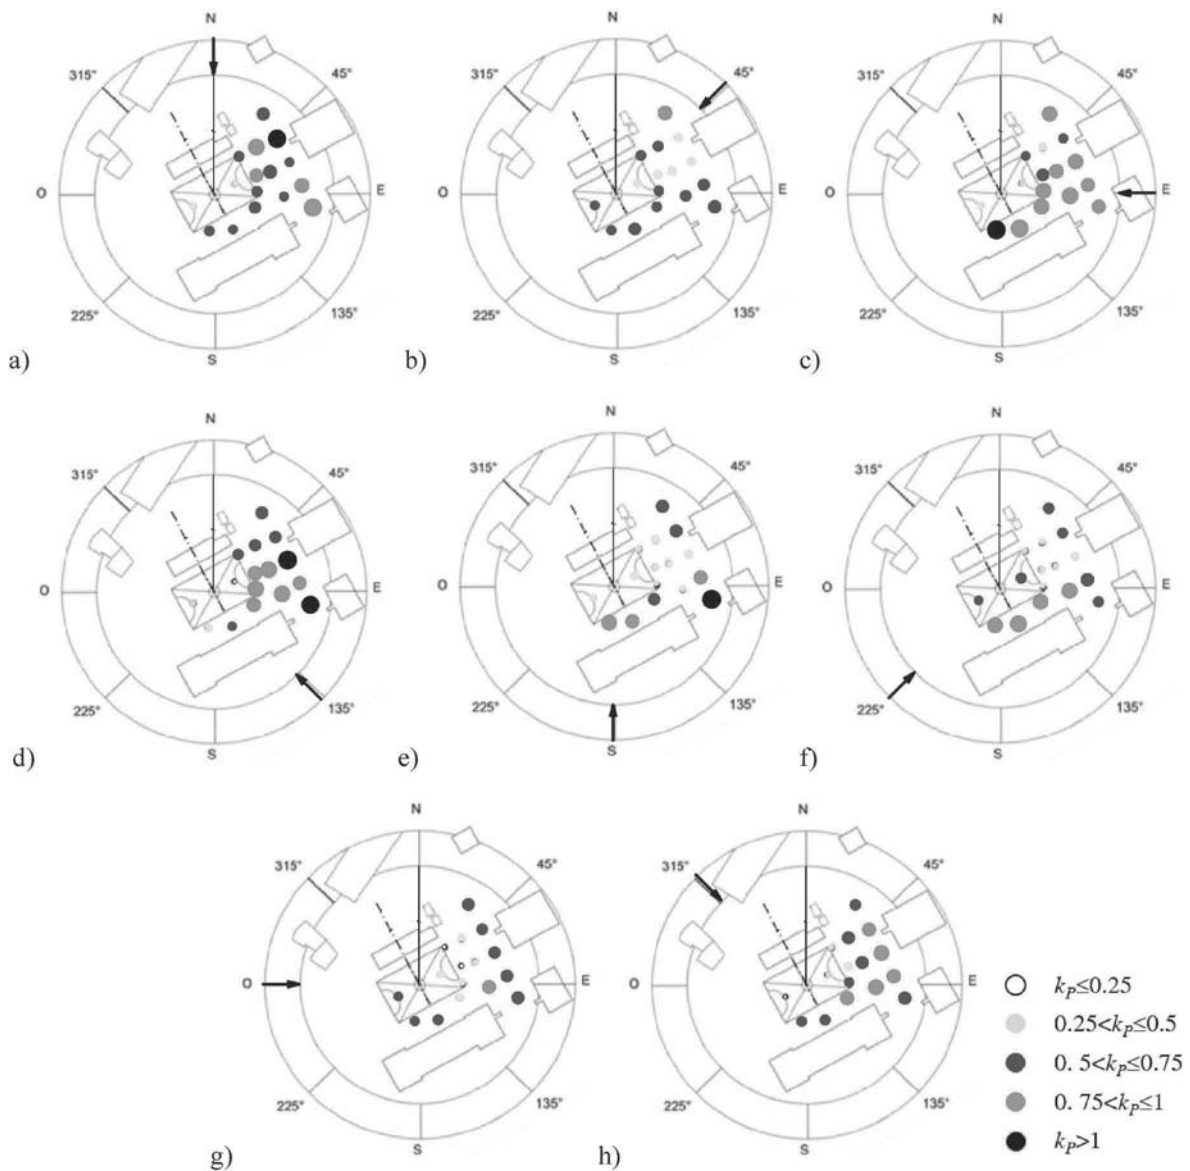 N N N
315° 45° 315° 45° 315° 45°
O E O E O E
225° 135° 225° 135° 225° 135°
S S S
a) b) c)
N N N
315° 45° 315° 45° 315° 45°
O E O E O E
225° 135° 225° 135° 225° 135°
S S S
d) e) f)
N N
315° 45° 315° 45°
O E O E
225° 135° 225° 135°
S S
g) h)
k_P≤0.25
0.25<k_P≤0.5
0. 5<k_P≤0.75
0. 75<k_P≤1
k_P>1